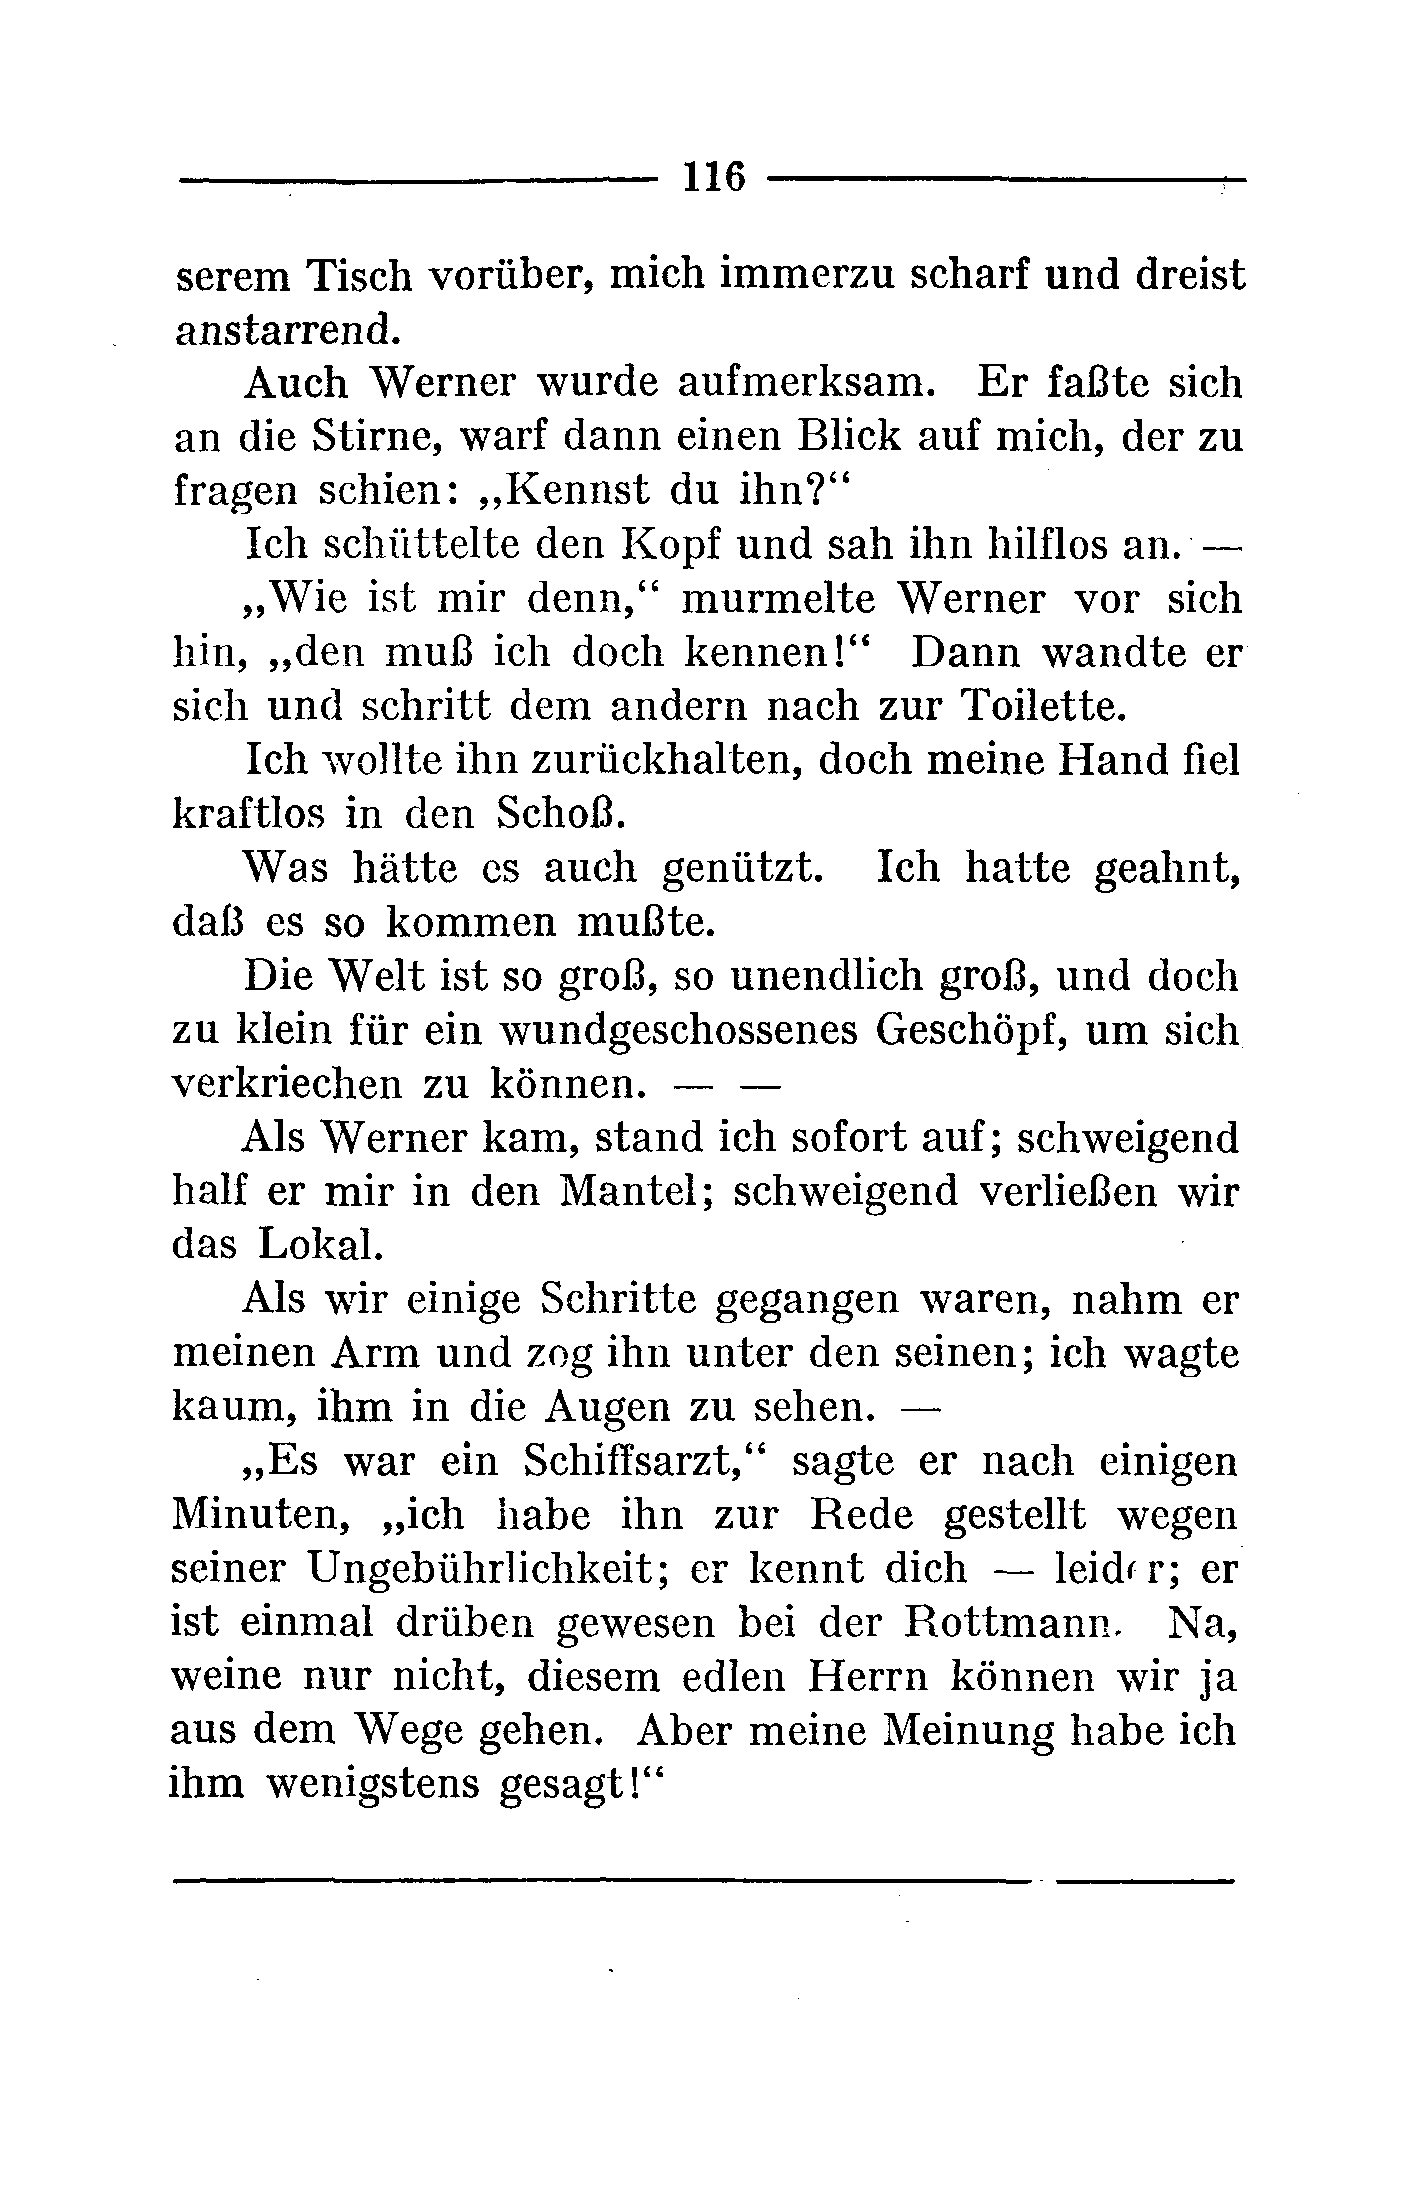 116
serem Tisch vorüber, mich immerzu scharf und dreist
anstarrend.
Auch Werner wurde aufmerksam. Er faßte sich
an die Stirne, warf dann einen Blick auf mich, der zu
fragen schien: „Kennst du ihn?“
Ich schüttelte den Kopf und sah ihn hilflos an. —
„Wie ist mir denn,“ murmelte Werner vor sich
hin, „den muß ich doch kennen!“ Dann wandte er
sich und schritt dem andern nach zur Toilette.
Ich wollte ihn zurückhalten, doch meine Hand fiel
kraftlos in den Schoß.
Was hätte es auch genützt. Ich hatte geahnt,
daß es so kommen mußte.
Die Welt ist so groß, so unendlich groß, und doch
zu klein für ein wundgeschossenes Geschöpf, um sich
verkriechen zu können. — —
Als Werner kam, stand ich sofort auf; schweigend
half er mir in den Mantel; schweigend verließen wir
das Lokal.
Als wir einige Schritte gegangen waren, nahm er
meinen Arm und zog ihn unter den seinen; ich wagte
kaum, ihm in die Augen zu sehen. —
„Es war ein Schiffsarzt,“ sagte er nach einigen
Minuten, „ich habe ihn zur Rede gestellt wegen
seiner Ungebührlichkeit; er kennt dich — leider; er
ist einmal drüben gewesen bei der Rottmann. Na,
weine nur nicht, diesem edlen Herrn können wir ja
aus dem Wege gehen. Aber meine Meinung habe ich
ihm wenigstens gesagt!“